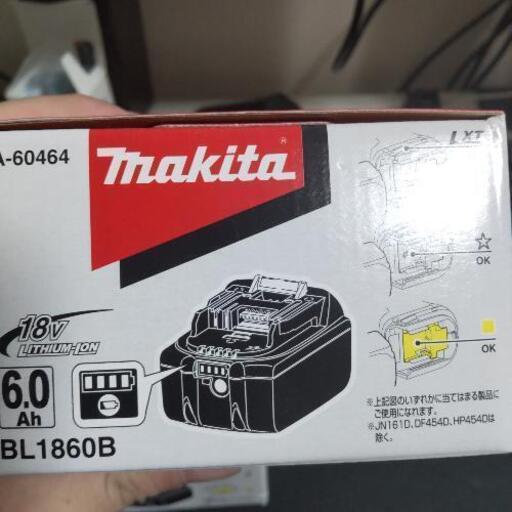 A-60464
makita
LXT
☆
OK
18V
LITHIUM-ION
OK
6.0
Ah
※上記図のいずれかに当てはまる製品に
ご使用になれます。
※JN161D、DF454D、HP454Dは
除く。
BL1860B